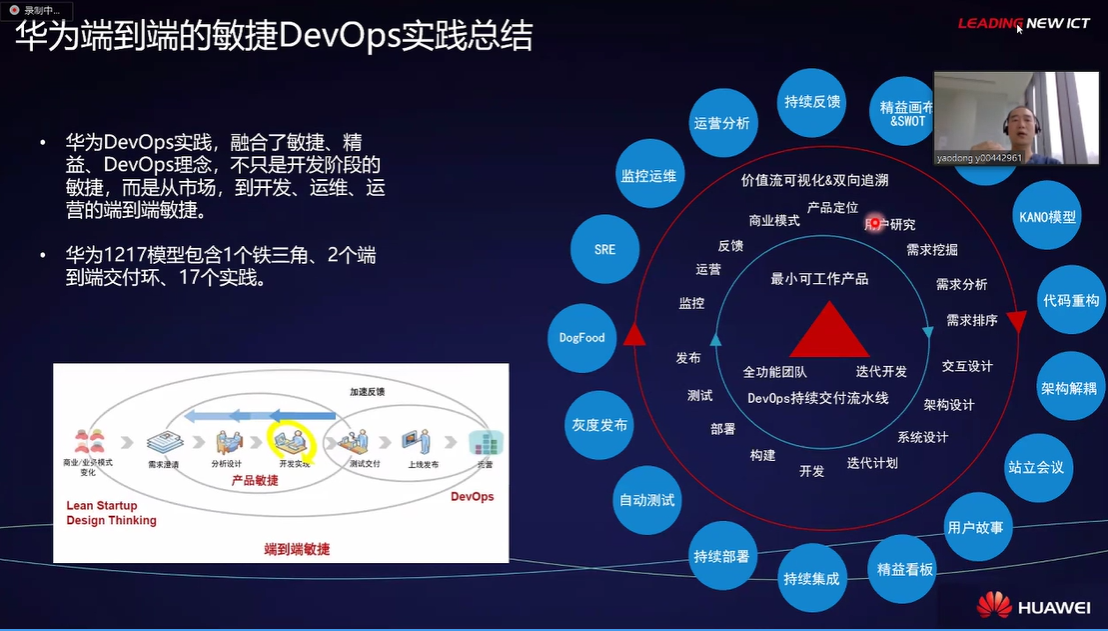 录制中...
华为端到端的敏捷DevOps实践总结
LEADING NEW ICT
• 华为DevOps实践，融合了敏捷、精
益、DevOps理念，不只是开发阶段的
敏捷，而是从市场，到开发、运维、运
营的端到端敏捷。
• 华为1217模型包含1个铁三角、2个端
到端交付环、17个实践。
加速反馈
商业/业务模式
变化
需求澄清
分析设计
开发实现
测试交付
上线发布
运营
产品敏捷
Lean Startup
Design Thinking
DevOps
端到端敏捷
持续反馈
精益画布
&SWOT
yaodong y00442961
KANO模型
代码重构
架构解耦
站立会议
用户故事
精益看板
持续集成
持续部署
自动测试
灰度发布
DogFood
SRE
监控运维
运营分析
价值流可视化&双向追溯
商业模式
产品定位
用户研究
需求挖掘
需求分析
需求排序
交互设计
架构设计
系统设计
迭代计划
开发
构建
部署
测试
发布
监控
运营
反馈
最小可工作产品
全功能团队
迭代开发
DevOps持续交付流水线
HUAWEI